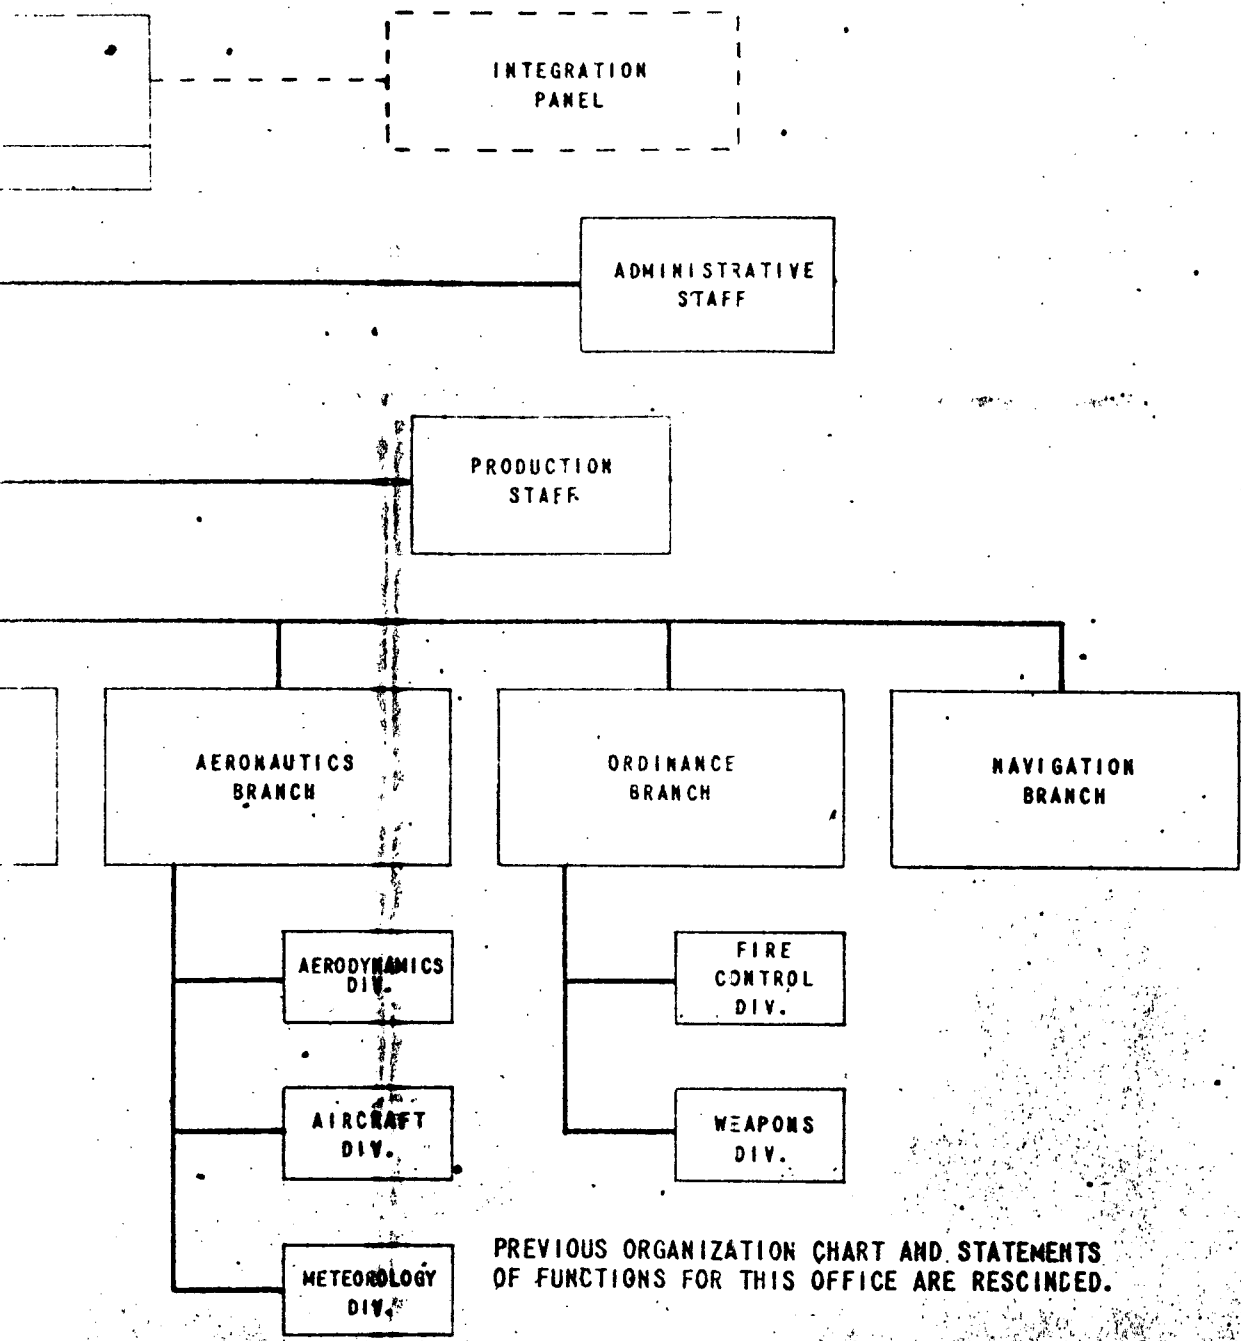 INTEGRATION
PANEL
ADMINISTRATIVE
STAFF
PRODUCTION
STAFF
AERONAUTICS
BRANCH
ORDINANCE
BRANCH
NAVIGATION
BRANCH
AERODYNAMICS
DIV.
FIRE
CONTROL
DIV.
AIRCRAFT
DIV.
WEAPONS
DIV.
METEOROLOGY
DIV.
PREVIOUS ORGANIZATION CHART AND STATEMENTS
OF FUNCTIONS FOR THIS OFFICE ARE RESCINDED.